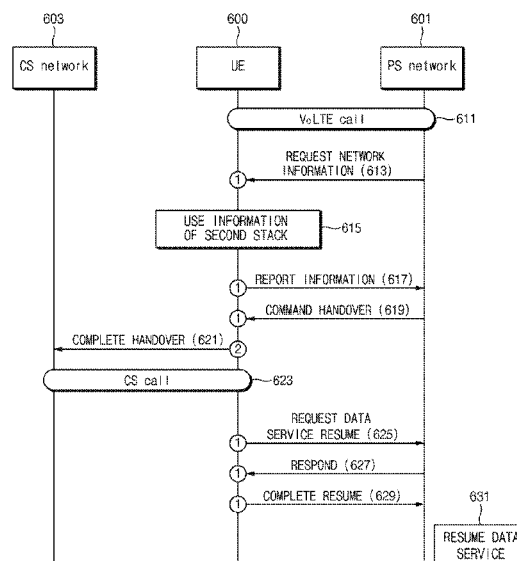 603
600
601
CS network
UE
PS network
VoLTE call
611
REQUEST NETWORK
INFORMATION (613)
1
USE INFORMATION
OF SECOND STACK
615
1
REPORT INFORMATION (617)
1
COMMAND HANDOVER (619)
COMPLETE HANDOVER (621)
2
CS call
623
REQUEST DATA
SERVICE RESUME (625)
1
1
RESPOND (627)
1
COMPLETE RESUME (629)
631
RESUME DATA
SERVICE